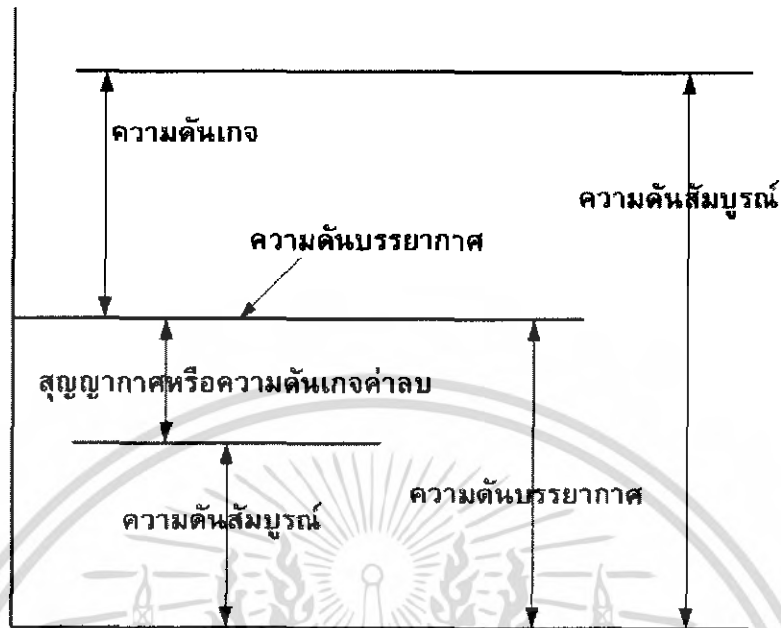 ความดันเกจ
ความดันสัมบูรณ์
ความดันบรรยากาศ
สุญญากาศหรือความดันเกจค่าลบ
ความดันบรรยากาศ
ความดันสัมบูรณ์